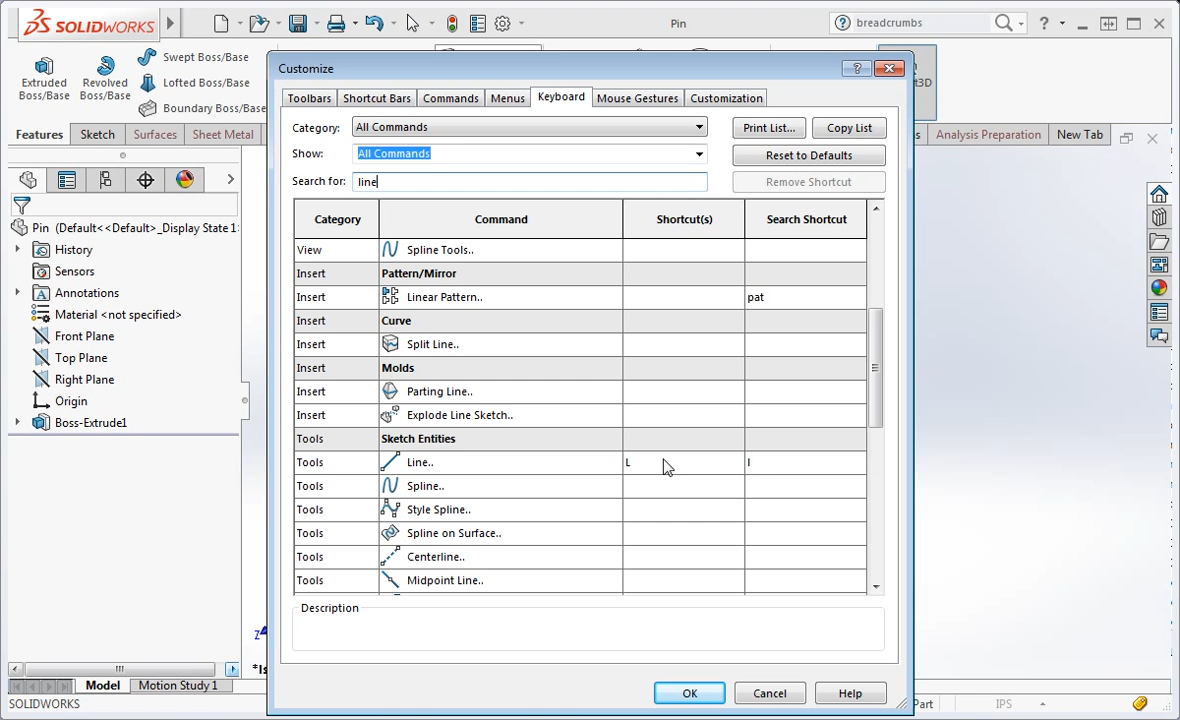 SOLIDWORKS
Pin
breadcrumbs
Extruded
Boss/Base
Revolved
Boss/Base
Swept Boss/Base
Lofted Boss/Base
Boundary Boss/Base
Features
Sketch
Surfaces
Sheet Metal
Analysis Preparation
New Tab
Pin (Default<<Default>_Display State 1
History
Sensors
Annotations
Material <not specified>
Front Plane
Top Plane
Right Plane
Origin
Boss-Extrude1
Customize
Toolbars
Shortcut Bars
Commands
Menus
Keyboard
Mouse Gestures
Customization
Category:
All Commands
Print List...
Copy List
Show:
All Commands
Reset to Defaults
Search for:
line
Remove Shortcut
Category Command Shortcut(s) Search Shortcut
View Spline Tools..
Insert Pattern/Mirror
Insert Linear Pattern.. pat
Insert Curve
Insert Split Line..
Insert Molds
Insert Parting Line..
Insert Explode Line Sketch..
Tools Sketch Entities
Tools Line.. L l
Tools Spline..
Tools Style Spline..
Tools Spline on Surface..
Tools Centerline..
Tools Midpoint Line..
Description
OK
Cancel
Help
Model
Motion Study 1
SOLIDWORKS
Part
IPS